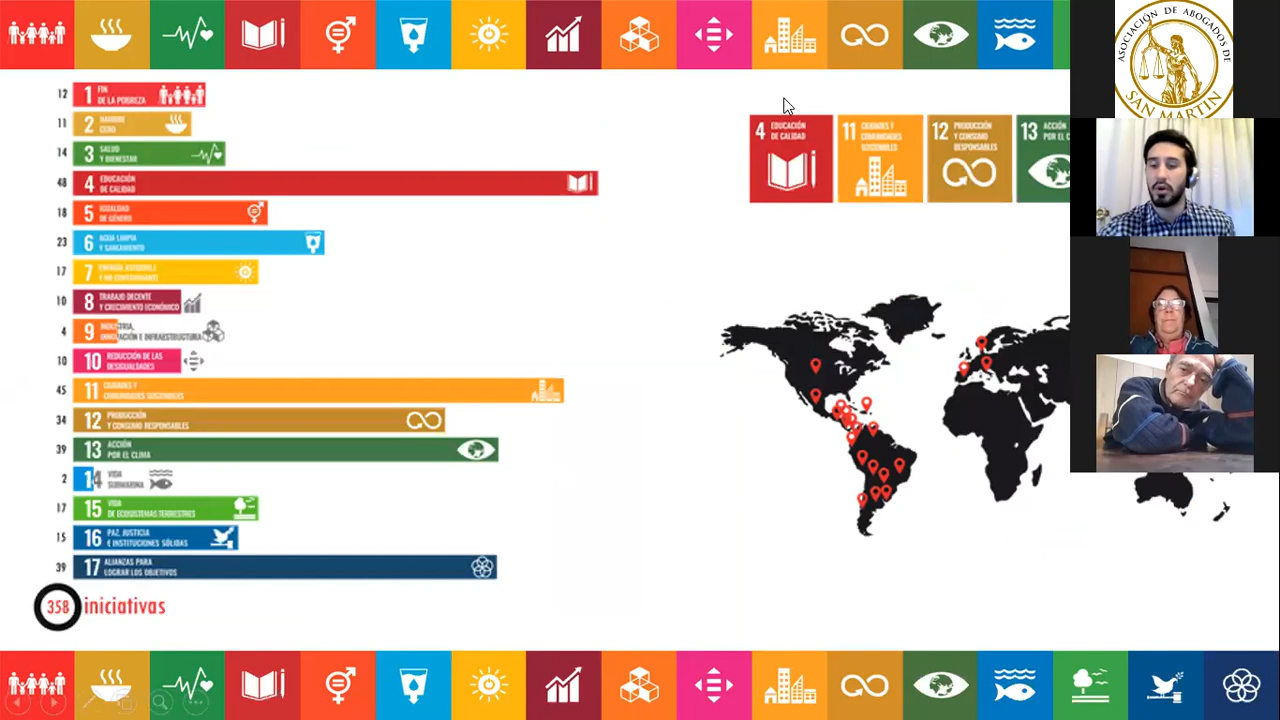 12
1 FIN
DE LA POBREZA
11
2 HAMBRE
CERO
14
3 SALUD
Y BIENESTAR
48
4 EDUCACIÓN
DE CALIDAD
18
5 IGUALDAD
DE GÉNERO
23
6 AGUA LIMPIA
Y SANEAMIENTO
17
7 ENERGÍA ASEQUIBLE
Y NO CONTAMINANTE
10
8 TRABAJO DECENTE
Y CRECIMIENTO ECONÓMICO
4
9 INDUSTRIA,
INNOVACIÓN E INFRAESTRUCTURA
10
10 REDUCCIÓN DE LAS
DESIGUALDADES
45
11 CIUDADES Y
COMUNIDADES SOSTENIBLES
34
12 PRODUCCIÓN
Y CONSUMO RESPONSABLES
39
13 ACCIÓN
POR EL CLIMA
2
14 VIDA
SUBMARINA
17
15 VIDA
DE ECOSISTEMAS TERRESTRES
15
16 PAZ, JUSTICIA
E INSTITUCIONES SÓLIDAS
39
17 ALIANZAS PARA
LOGRAR LOS OBJETIVOS
358 iniciativas
4 EDUCACIÓN
DE CALIDAD
11 CIUDADES Y
COMUNIDADES
SOSTENIBLES
12 PRODUCCIÓN
Y CONSUMO
RESPONSABLES
13 ACCIÓN
POR EL C
ASOCIACIÓN DE ABOGADOS DE
SAN MARTIN